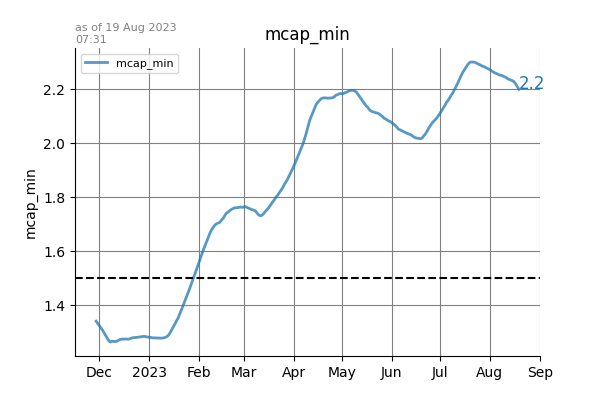 as of 19 Aug 2023
07:31
mcap_min
mcap_min
2.2
2.2
2.0
1.8
1.6
1.4
mcap_min
Dec 2023 Feb Mar Apr May Jun Jul Aug Sep